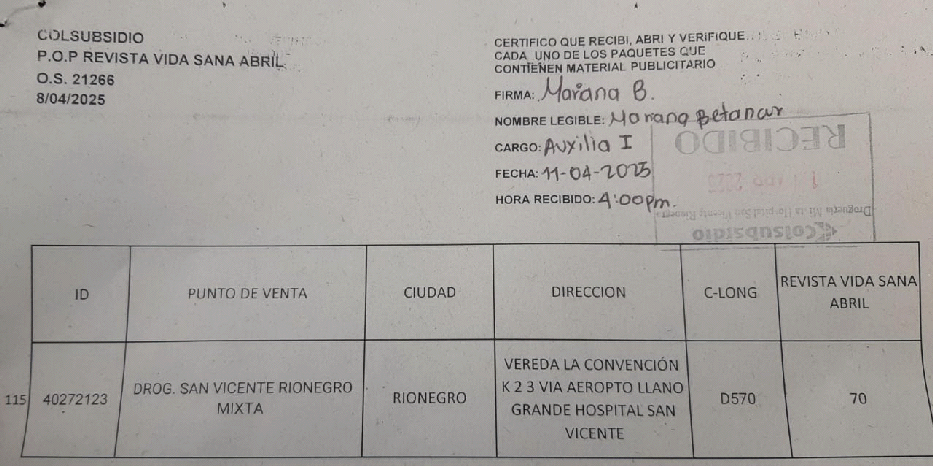 COLSUBSIDIO
P.O.P REVISTA VIDA SANA ABRIL
O.S. 21266
8/04/2025
CERTIFICO QUE RECIBI, ABRI Y VERIFIQUE
CADA UNO DE LOS PAQUETES QUE
CONTIENEN MATERIAL PUBLICITARIO
FIRMA: Mariana B.
NOMBRE LEGIBLE: Mariana Betancur
CARGO: Auxilia I
FECHA: 11-04-2025
HORA RECIBIDO: 4:00pm.
RECIBIDO
Colsubsidio
ID PUNTO DE VENTA CIUDAD DIRECCION C-LONG REVISTA VIDA SANA
ABRIL
115 40272123 DROG. SAN VICENTE RIONEGRO
MIXTA
RIONEGRO
VEREDA LA CONVENCIÓN
K 2 3 VIA AEROPTO LLANO
GRANDE HOSPITAL SAN
VICENTE
D570
70